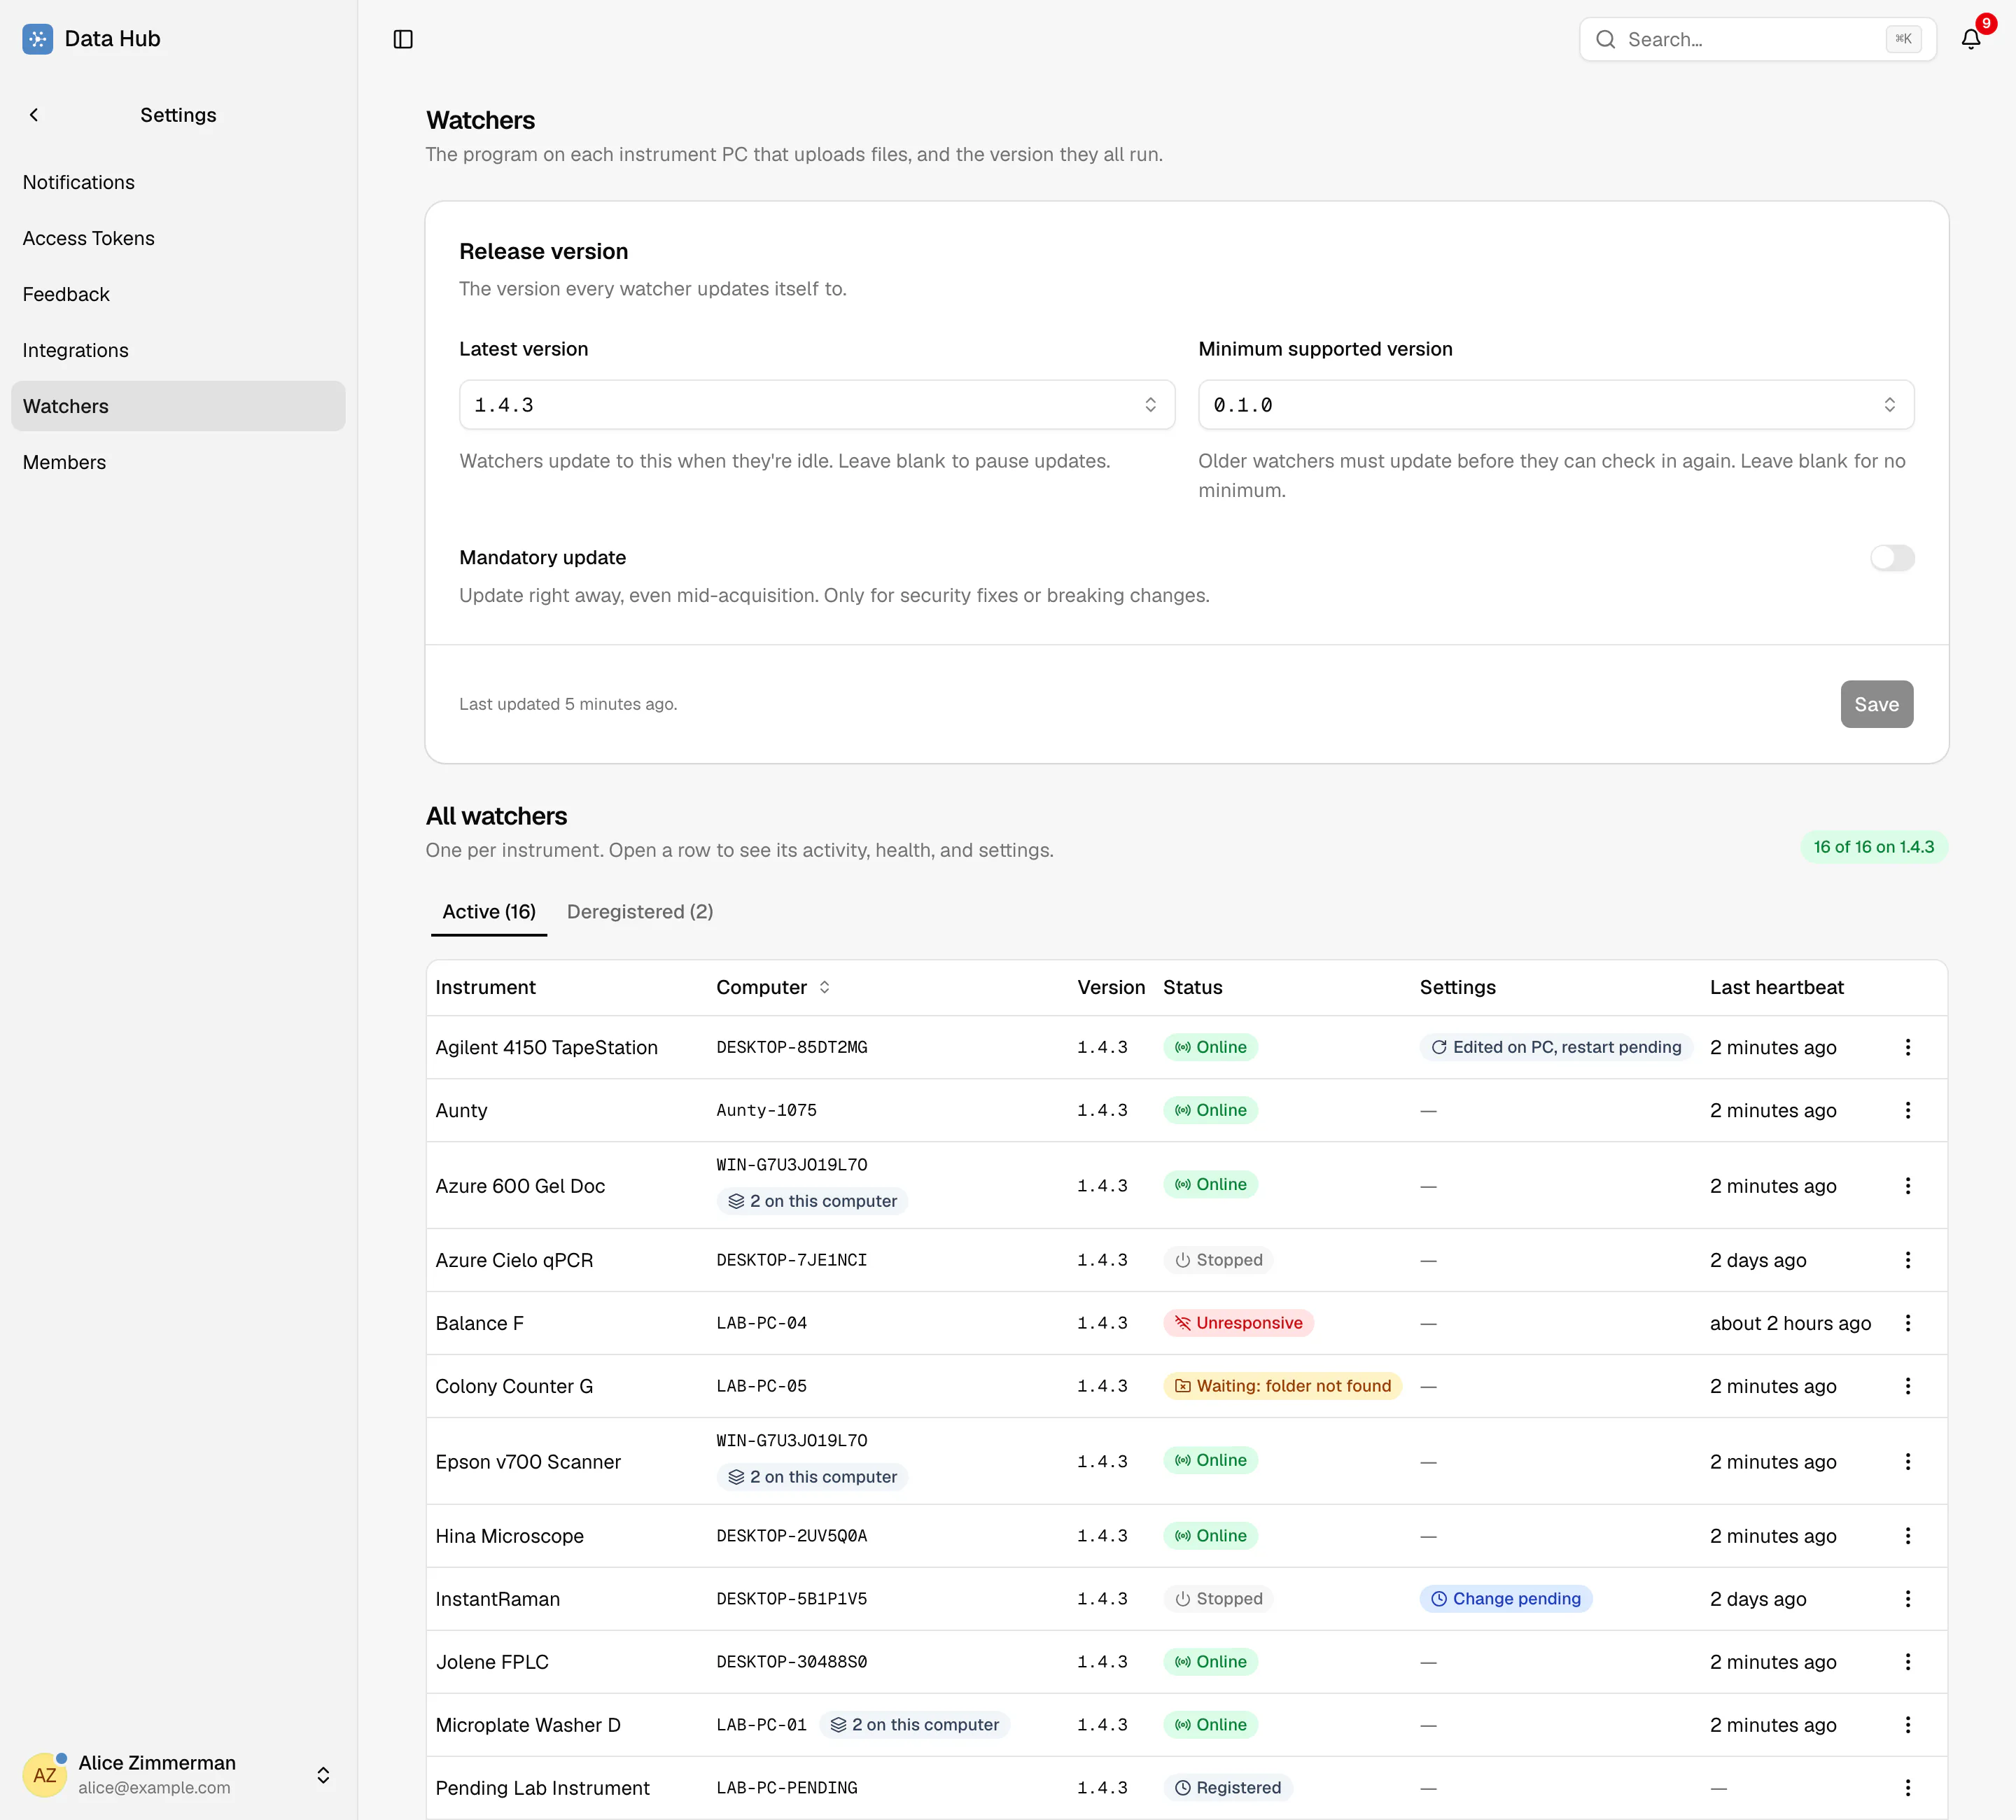 Data Hub
Search...
⌘K
9
Settings
Notifications
Access Tokens
Feedback
Integrations
Watchers
Members
Watchers
The program on each instrument PC that uploads files, and the version they all run.
Release version
The version every watcher updates itself to.
Latest version
1.4.3
Watchers update to this when they're idle. Leave blank to pause updates.
Minimum supported version
0.1.0
Older watchers must update before they can check in again. Leave blank for no
minimum.
Mandatory update
Update right away, even mid-acquisition. Only for security fixes or breaking changes.
Last updated 5 minutes ago.
Save
All watchers
One per instrument. Open a row to see its activity, health, and settings.
16 of 16 on 1.4.3
Active (16) Deregistered (2)
Instrument Computer Version Status Settings Last heartbeat
Agilent 4150 TapeStation DESKTOP-85DT2MG 1.4.3 Online Edited on PC, restart pending 2 minutes ago
Aunty Aunty-1075 1.4.3 Online — 2 minutes ago
Azure 600 Gel Doc WIN-G7U3JO19L7O 2 on this computer 1.4.3 Online — 2 minutes ago
Azure Cielo qPCR DESKTOP-7JE1NCI 1.4.3 Stopped — 2 days ago
Balance F LAB-PC-04 1.4.3 Unresponsive — about 2 hours ago
Colony Counter G LAB-PC-05 1.4.3 Waiting: folder not found — 2 minutes ago
Epson v700 Scanner WIN-G7U3JO19L7O 2 on this computer 1.4.3 Online — 2 minutes ago
Hina Microscope DESKTOP-2UV5Q0A 1.4.3 Online — 2 minutes ago
InstantRaman DESKTOP-5B1P1V5 1.4.3 Stopped Change pending 2 days ago
Jolene FPLC DESKTOP-30488S0 1.4.3 Online — 2 minutes ago
Microplate Washer D LAB-PC-01 2 on this computer 1.4.3 Online — 2 minutes ago
Pending Lab Instrument LAB-PC-PENDING 1.4.3 Registered — —
AZ
Alice Zimmerman
alice@example.com